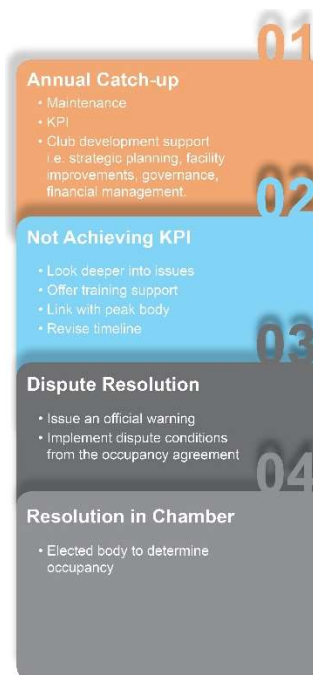 01
Annual Catch-up
• Maintenance
• KPI
• Club development support
i.e. strategic planning, facility
improvements, governance,
financial management.
02
Not Achieving KPI
• Look deeper into issues
• Offer training support
• Link with peak body
• Revise timeline
03
Dispute Resolution
• Issue an official warning
• Implement dispute conditions
from the occupancy agreement
04
Resolution in Chamber
• Elected body to determine
occupancy